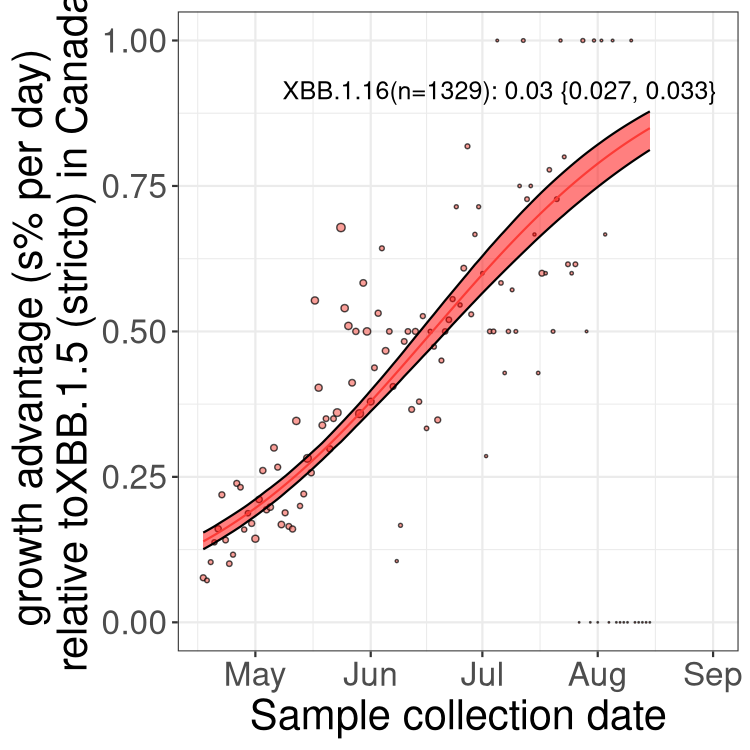 growth advantage (s% per day)
relative toXBB.1.5 (stricto) in Canada
1.00
0.75
0.50
0.25
0.00
XBB.1.16(n=1329): 0.03 {0.027, 0.033}
May Jun Jul Aug Sep
Sample collection date